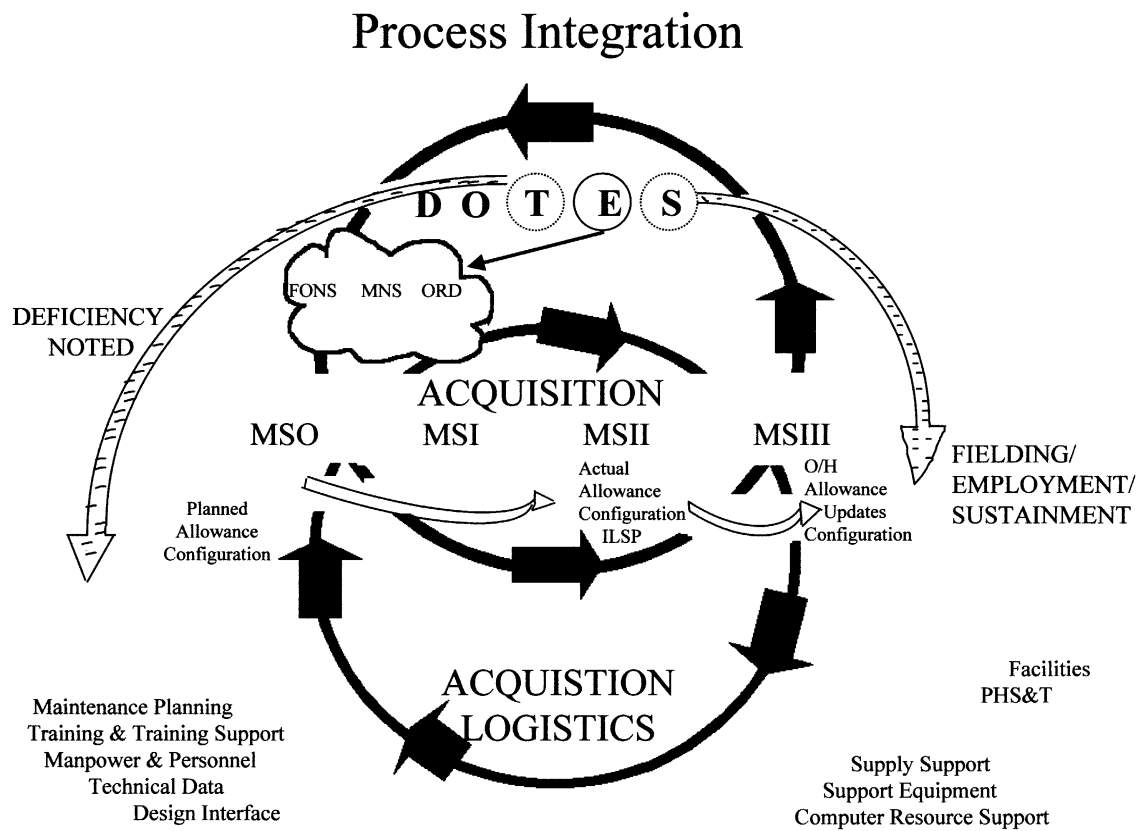 Process Integration
D O T E S
FONS MNS ORD
DEFICIENCY
NOTED
ACQUISITION
MSO MSI MSII MSIII
Planned
Allowance
Configuration
Actual
Allowance
Configuration
ILSP
O/H
Allowance
Updates
Configuration
FIELDING/
EMPLOYMENT/
SUSTAINMENT
ACQUISTION
LOGISTICS
Maintenance Planning
Training & Training Support
Manpower & Personnel
Technical Data
Design Interface
Facilities
PHS&T
Supply Support
Support Equipment
Computer Resource Support